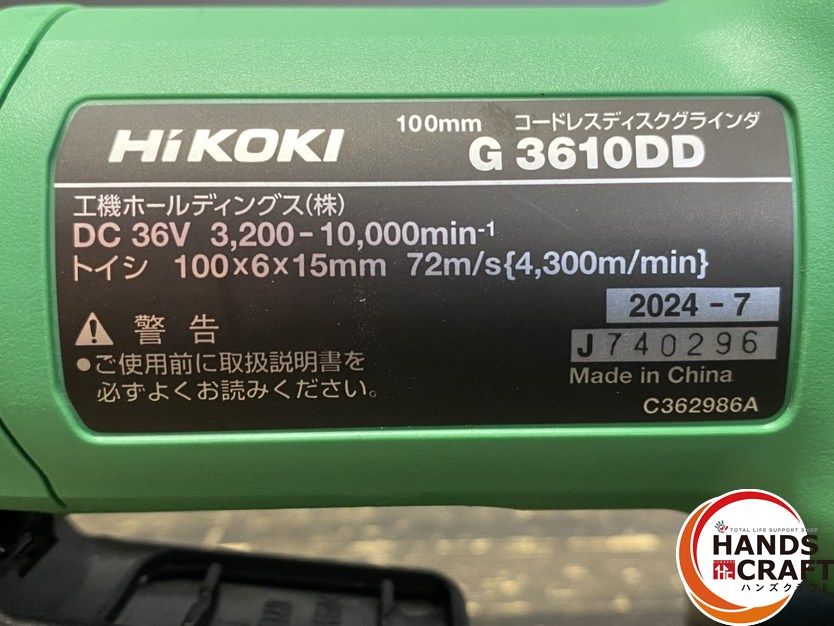 HiKOKI
100mm コードレスディスクグラインダ
G 3610DD
工機ホールディングス(株)
DC 36V 3,200-10,000min-1
トイシ 100×6×15mm 72m/s{4,300m/min}
2024-7
J740296
警告
●ご使用前に取扱説明書を
必ずよくお読みください。
Made in China
C362986A
TOTAL LIFE SUPPORT SHOP
HANDS
CRAFT
ハンズクラフト